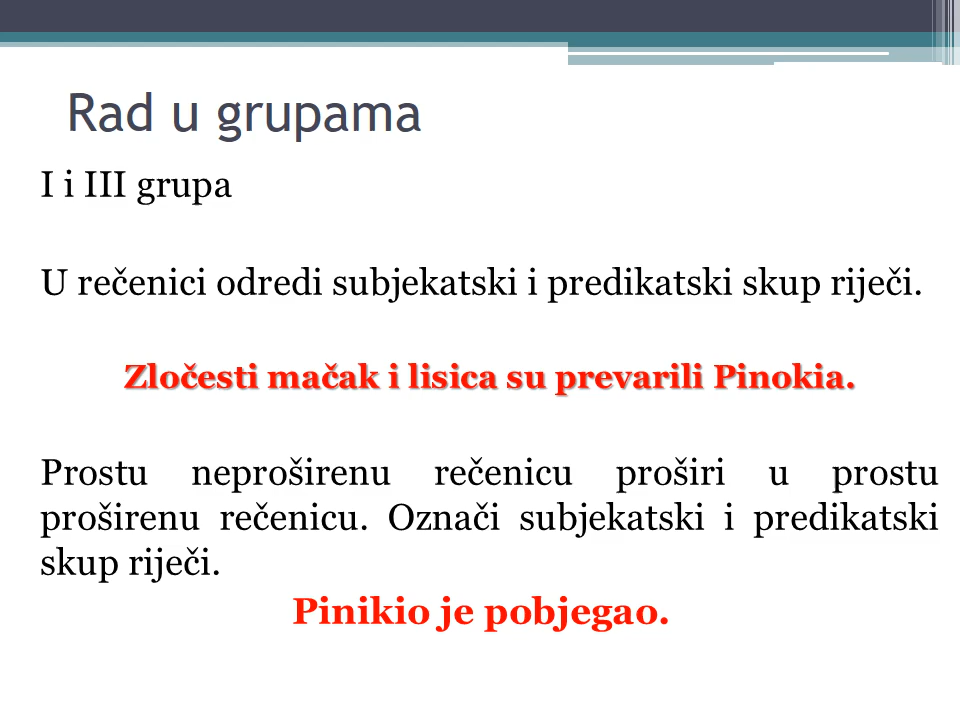 Rad u grupama
I i III grupa
U rečenici odredi subjekatski i predikatski skup riječi.
Zločesti mačak i lisica su prevarili Pinokia.
Prostu neproširenu rečenicu proširi u prostu
proširenu rečenicu. Označi subjekatski i predikatski
skup riječi.
Pinikio je pobjegao.